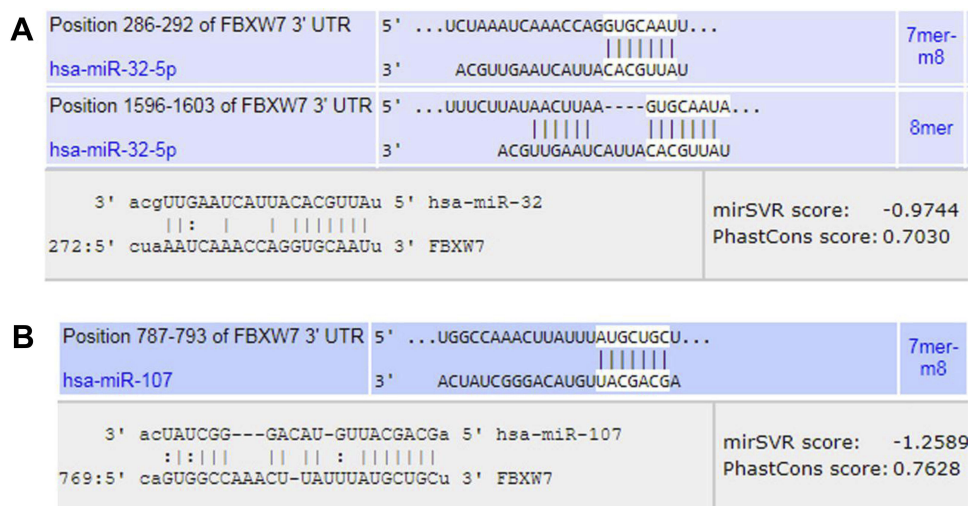 A
Position 286-292 of FBXW7 3' UTR 5' ...UCUAAAUCAAACCAGGUGCAAUU... 7mer-
m8
hsa-miR-32-5p 3' ACGUUGAAUCAUUACACGUUAU
Position 1596-1603 of FBXW7 3' UTR 5' ...UUUCUUAUAACUUAA----GUGCAAUA... 8mer
hsa-miR-32-5p 3' ACGUUGAAUCAUUACACGUUAU
3' acgUUGAAUCAUUACACGUUAu 5' hsa-miR-32
272:5' cuaAAUCAAACCAGGUGCAAUu 3' FBXW7
mirSVR score: -0.9744
PhastCons score: 0.7030
B
Position 787-793 of FBXW7 3' UTR 5' ...UGGCCAAACUUAUUUAUGCUGCU... 7mer-
m8
hsa-miR-107 3' ACUAUCGGGACAUGUUACGACGA
3' acUAUCGG---GACAU-GUUACGACGa 5' hsa-miR-107
769:5' caGUGGCCAAACU-UAUUUAUGCUGCu 3' FBXW7
mirSVR score: -1.2589
PhastCons score: 0.7628